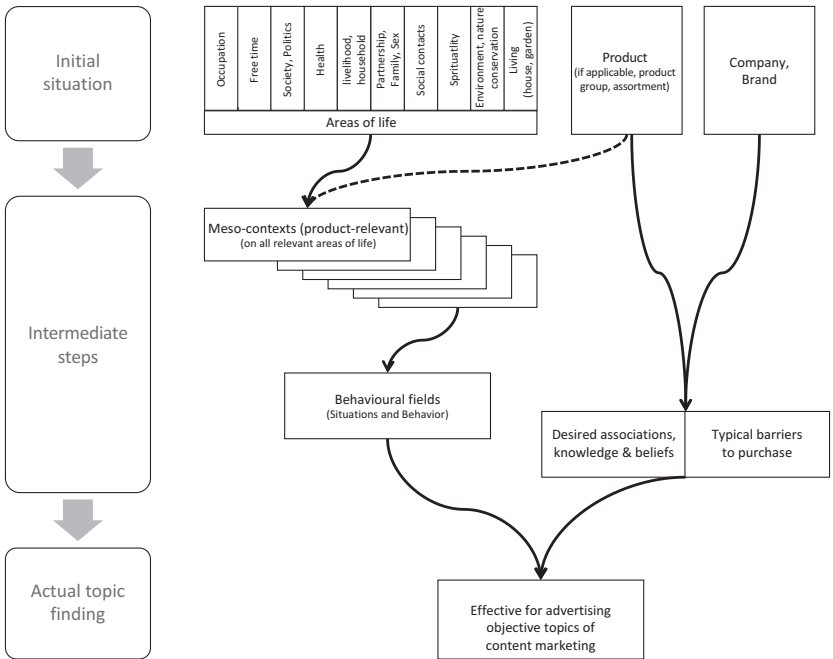 Initial
situation
Occupation
Free time
Society, Politics
Health
livelihood,
household
Partnership,
Family, Sex
Social contacts
Sprituatlity
Environment, nature
conservation
Living
(house, garden)
Areas of life
Product
(if applicable, product
group, assortment)
Company,
Brand
Intermediate
steps
Meso-contexts (product-relevant)
(on all relevant areas of life)
Behavioural fields
(Situations and Behavior)
Desired associations,
knowledge & beliefs
Typical barriers
to purchase
Actual topic
finding
Effective for advertising
objective topics of
content marketing